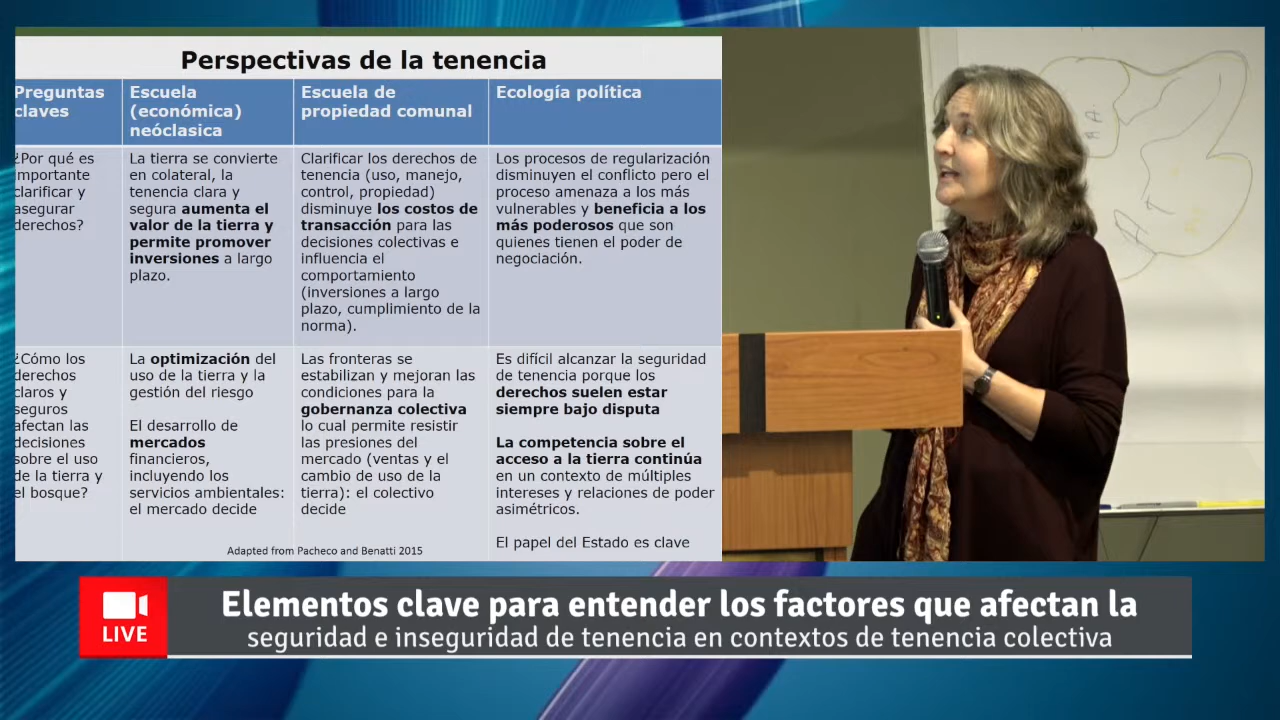 Perspectivas de la tenencia
Preguntas
claves
Escuela
(económica)
neóclasica
Escuela de
propiedad comunal
Ecología política
¿Por qué es
importante
clarificar y
asegurar
derechos?
La tierra se convierte
en colateral, la
tenencia clara y
segura aumenta el
valor de la tierra y
permite promover
inversiones a largo
plazo.
Clarificar los derechos de
tenencia (uso, manejo,
control, propiedad)
disminuye los costos de
transacción para las
decisiones colectivas e
influencia el
comportamiento
(inversiones a largo
plazo, cumplimiento de la
norma).
Los procesos de regularización
disminuyen el conflicto pero el
proceso amenaza a los más
vulnerables y beneficia a los
más poderosos que son
quienes tienen el poder de
negociación.
¿Cómo los
derechos
claros y
seguros
afectan las
decisiones
sobre el uso
de la tierra y
el bosque?
La optimización del
uso de la tierra y la
gestión del riesgo
El desarrollo de
mercados
financieros,
incluyendo los
servicios ambientales:
el mercado decide
Las fronteras se
estabilizan y mejoran las
condiciones para la
gobernanza colectiva
lo cual permite resistir
las presiones del
mercado (ventas y el
cambio de uso de la
tierra): el colectivo
decide
Es difícil alcanzar la seguridad
de tenencia porque los
derechos suelen estar
siempre bajo disputa
La competencia sobre el
acceso a la tierra continúa
en un contexto de múltiples
intereses y relaciones de poder
asimétricos.
El papel del Estado es clave
Adapted from Pacheco and Benatti 2015
LIVE
Elementos clave para entender los factores que afectan la
seguridad e inseguridad de tenencia en contextos de tenencia colectiva